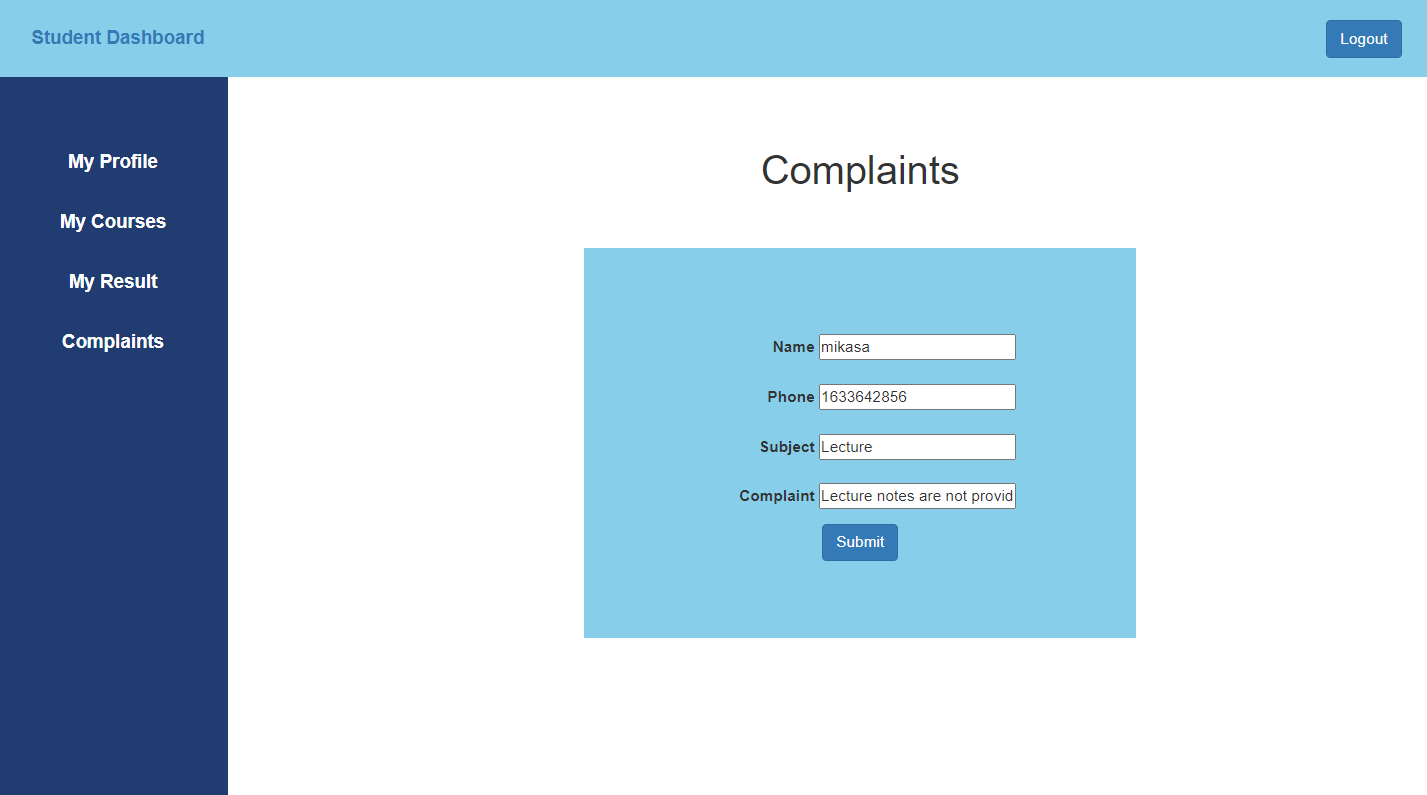 Student Dashboard
Logout
My Profile
My Courses
My Result
Complaints
Complaints
Name mikasa
Phone 1633642856
Subject Lecture
Complaint Lecture notes are not provid
Submit